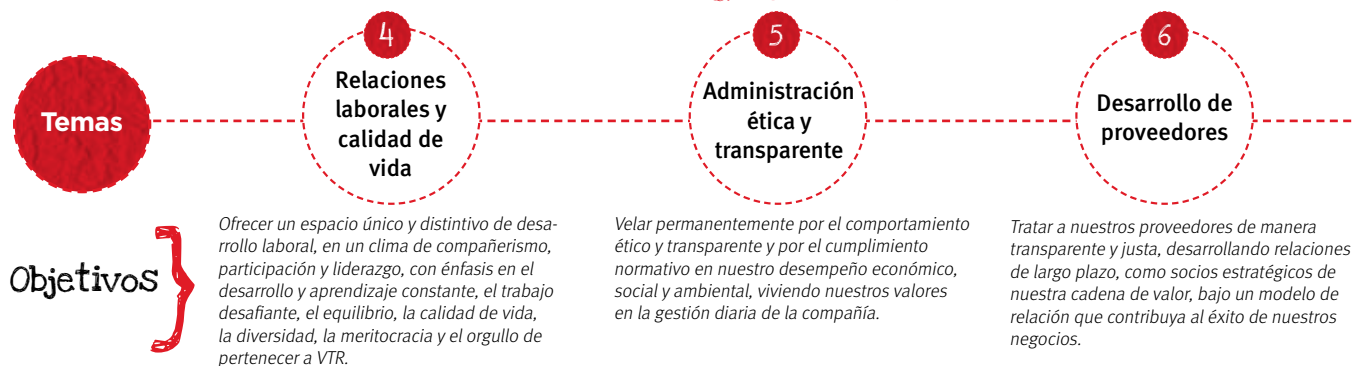 Temas
4
Relaciones
laborales y
calidad de
vida
5
Administración
ética y
transparente
6
Desarrollo de
proveedores
Objetivos
Ofrecer un espacio único y distintivo de desa-
rrollo laboral, en un clima de compañerismo,
participación y liderazgo, con énfasis en el
desarrollo y aprendizaje constante, el trabajo
desafiante, el equilibrio, la calidad de vida,
la diversidad, la meritocracia y el orgullo de
pertenecer a VTR.
Velar permanentemente por el comportamiento
ético y transparente y por el cumplimiento
normativo en nuestro desempeño económico,
social y ambiental, viviendo nuestros valores
en la gestión diaria de la compañía.
Tratar a nuestros proveedores de manera
transparente y justa, desarrollando relaciones
de largo plazo, como socios estratégicos de
nuestra cadena de valor, bajo un modelo de
relación que contribuya al éxito de nuestros
negocios.